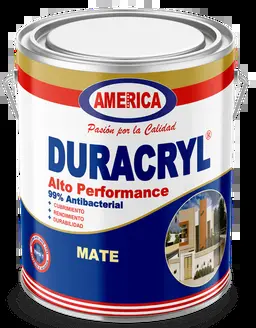 AMERICA
Pasión por la Calidad
DURACRYL®
Alto Performance
99% Antibacterial
• CUBRIMIENTO
• RENDIMIENTO
• DURABILIDAD
MATE